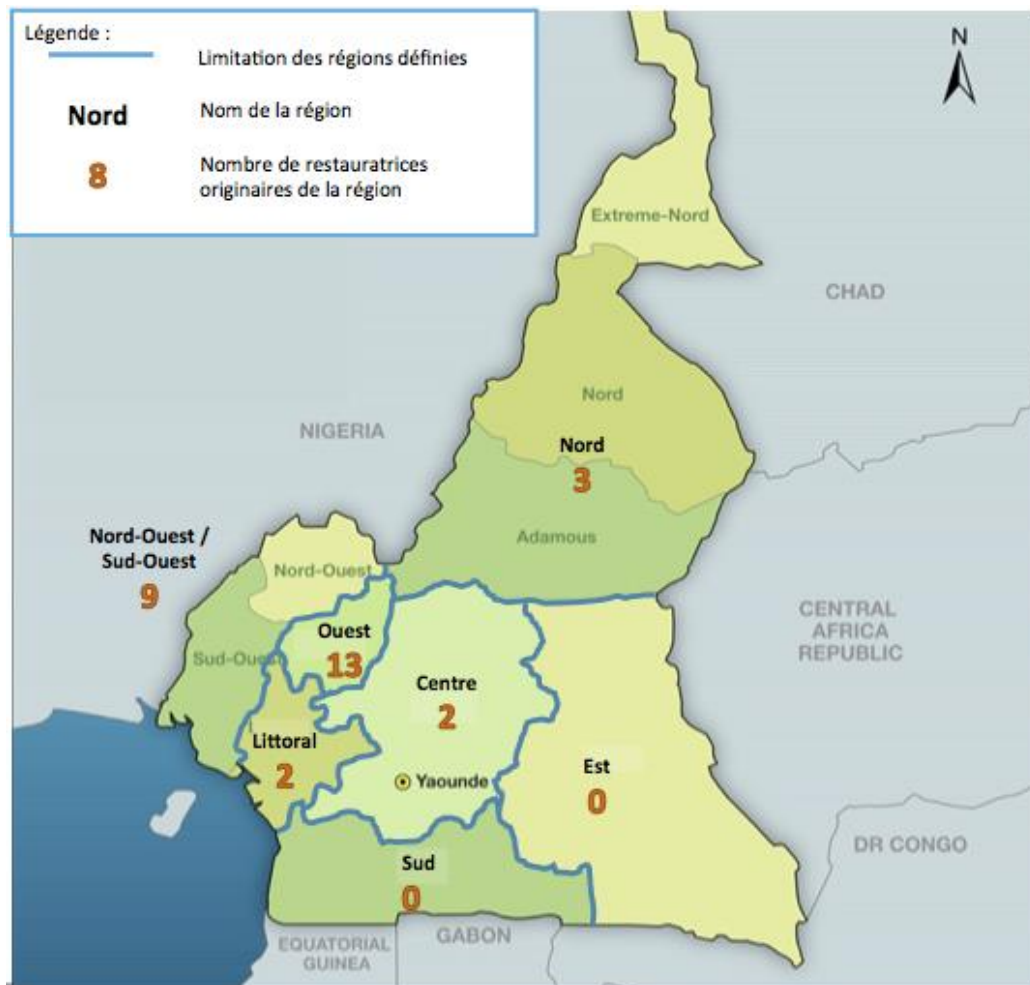 Légende :
Limitation des régions définies
Nord
Nom de la région
8
Nombre de restauratrices
originaires de la région
N
Extreme-Nord
CHAD
Nord
NIGERIA
Nord
3
Adamous
Nord-Ouest /
Sud-Ouest
9
Nord-Ouest
CENTRAL
AFRICA
REPUBLIC
Ouest
13
Sud-Ouest
Centre
2
Littoral
2
Yaounde
Est
0
Sud
0
DR CONGO
EQUATORIAL
GUINEA
GABON